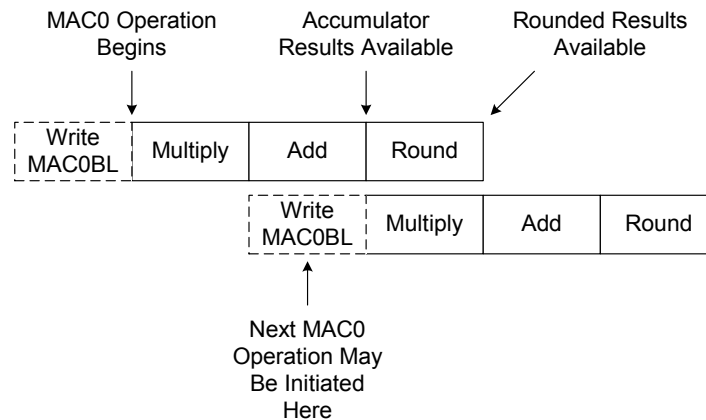 MAC0 Operation
Begins
Accumulator
Results Available
Rounded Results
Available
Write
MAC0BL
Multiply
Add
Round
Write
MAC0BL
Multiply
Add
Round
Next MAC0
Operation May
Be Initiated
Here